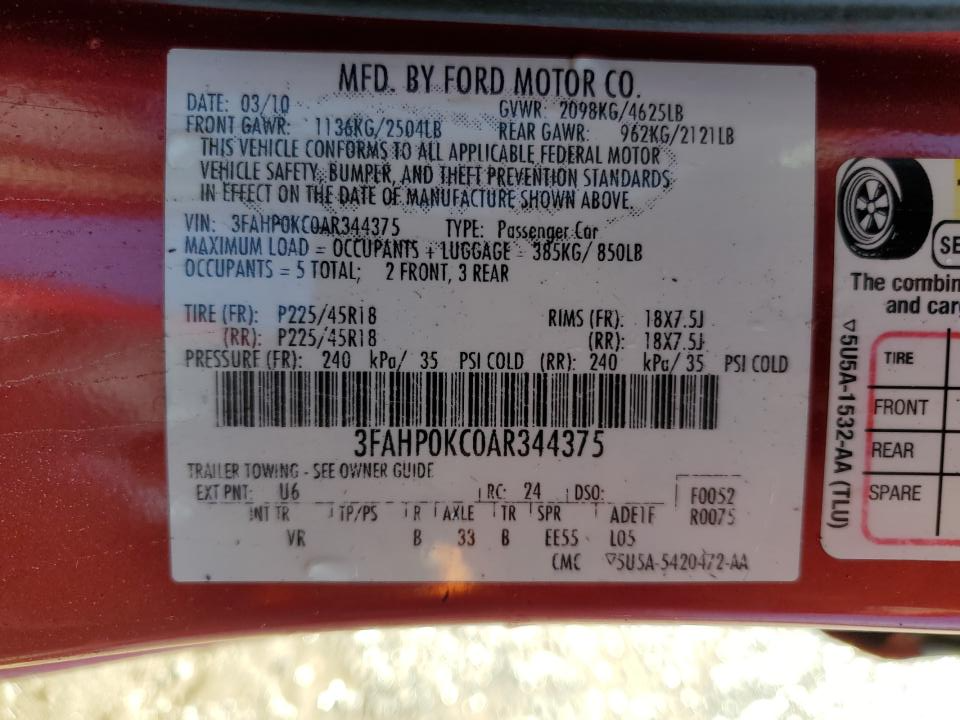 MFD. BY FORD MOTOR CO.
DATE: 03/10 GVWR: 2098KG/4625LB
FRONT GAWR: 1136KG/2504LB REAR GAWR: 962KG/2121LB
THIS VEHICLE CONFORMS TO ALL APPLICABLE FEDERAL MOTOR
VEHICLE SAFETY, BUMPER, AND THEFT PREVENTION STANDARDS
IN EFFECT ON THE DATE OF MANUFACTURE SHOWN ABOVE.
VIN: 3FAHP0KC0AR344375 TYPE: Passenger Car
MAXIMUM LOAD = OCCUPANTS + LUGGAGE = 385KG/ 850LB
OCCUPANTS = 5 TOTAL; 2 FRONT, 3 REAR
TIRE (FR): P225/45R18 RIMS (FR): 18X7.5J
(RR): P225/45R18 (RR): 18X7.5J
PRESSURE (FR): 240 kPa/ 35 PSI COLD (RR): 240 kPa/ 35 PSI COLD
3FAHP0KC0AR344375
TRAILER TOWING - SEE OWNER GUIDE
EXT PNT: U6 RC: 24 DSO: F0052
INT TR TP/PS R AXLE TR SPR ADE1F R0075
VR B 33 B EE55 L05
CMC ▽5U5A-5420472-AA
SE
The combin
and carg
TIRE
FRONT
REAR
SPARE
▽5U5A-1532-AA (TLU)